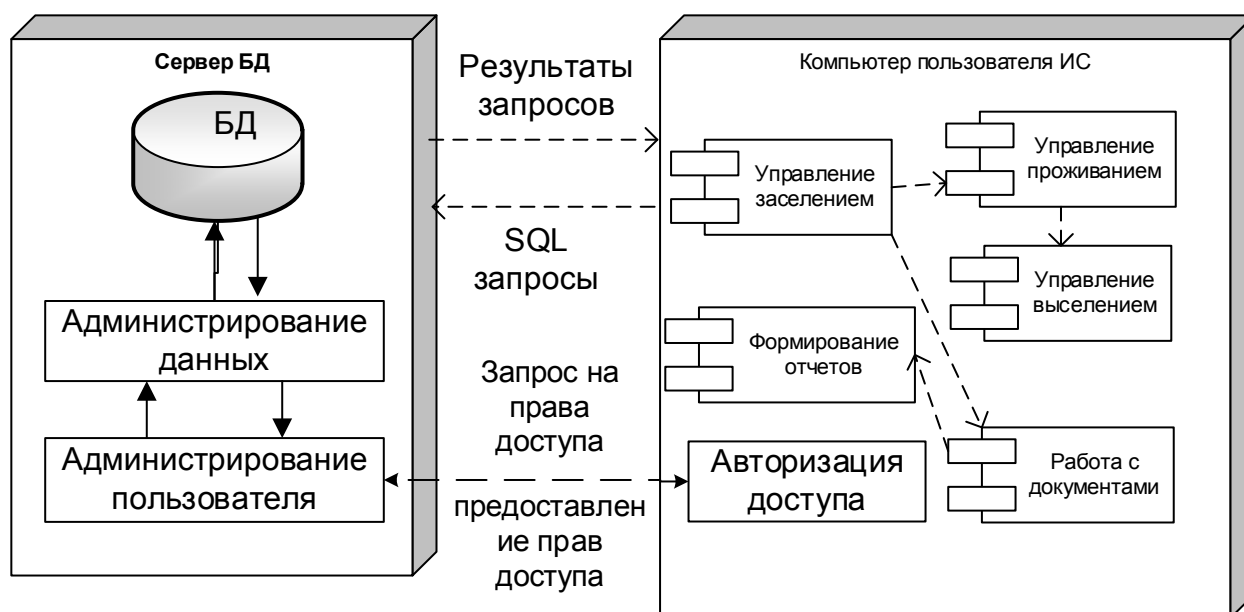 Сервер БД
БД
Администрирование
данных
Администрирование
пользователя
Результаты
запросов
SQL
запросы
Запрос на
права
доступа
предоставлен
ие прав
доступа
Компьютер пользователя ИС
Управление
заселением
Управление
проживанием
Управление
выселением
Формирование
отчетов
Авторизация
доступа
Работа с
документами